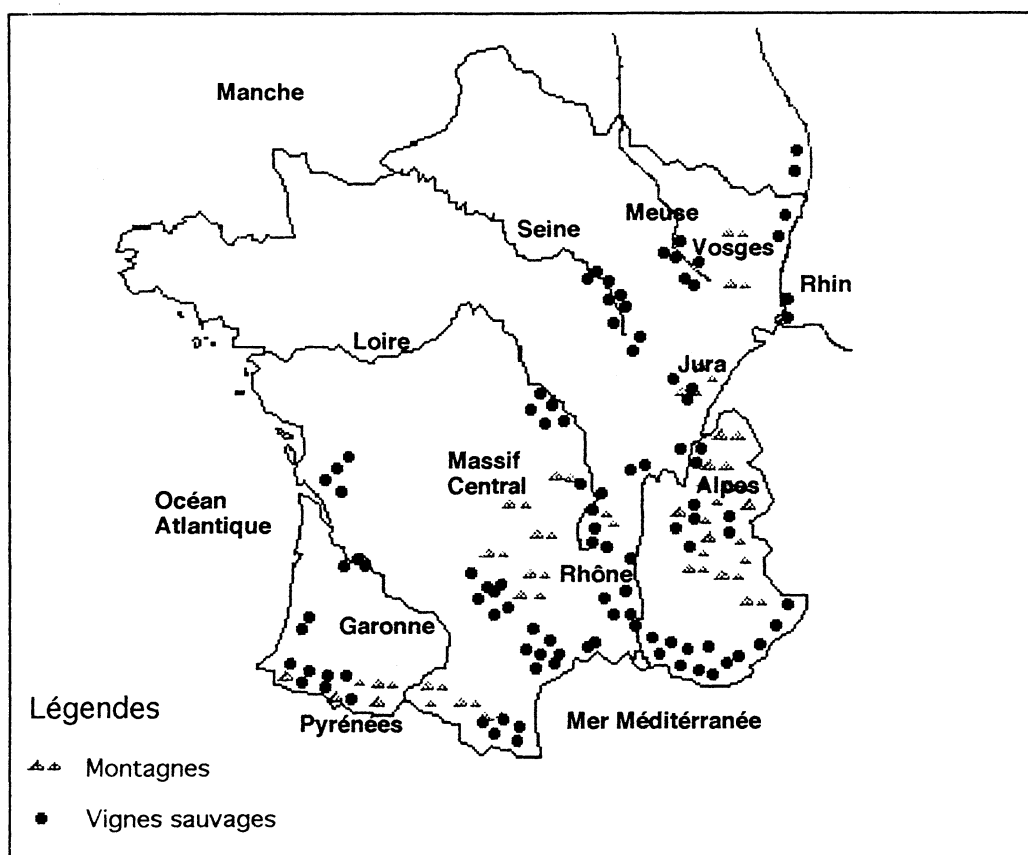 Manche
Meuse
Seine
Vosges
Rhin
Loire
Jura
Massif
Central
Alpes
Océan
Atlantique
Rhône
Garonne
Légendes
Pyrénées
Mer Méditérranée
Montagnes
Vignes sauvages